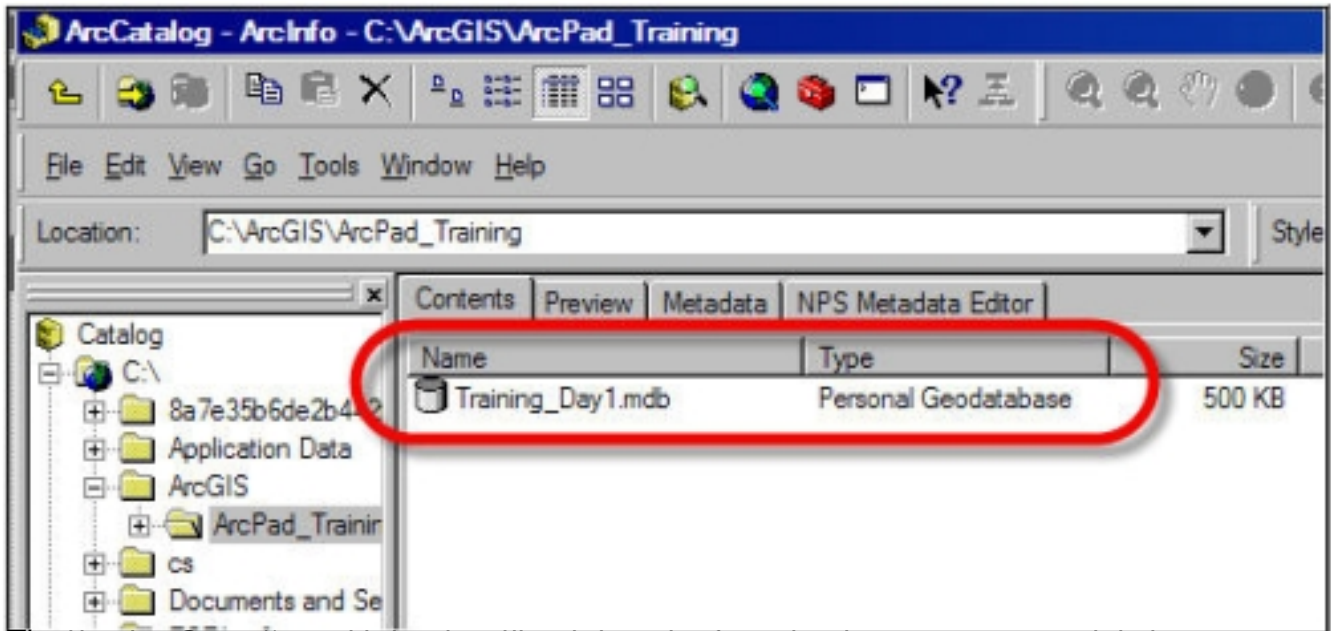 ArcCatalog - ArcInfo - C:\ArcGIS\ArcPad_Training
File Edit View Go Tools Window Help
Location: C:\ArcGIS\ArcPad_Training Style
Contents Preview Metadata NPS Metadata Editor
Catalog
Name Type Size
C:\
Training_Day1.mdb Personal Geodatabase 500 KB
Application Data
ArcGIS
ArcPad_Trainin
cs
Documents and Se